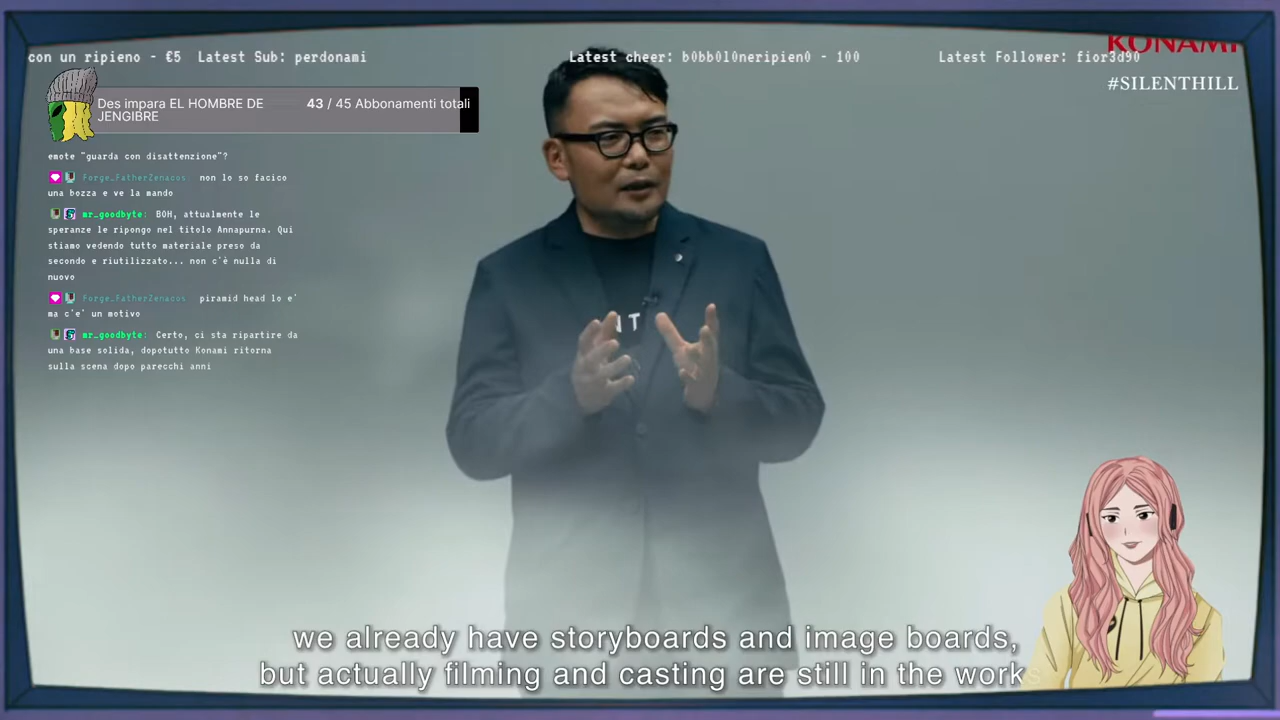 KONAMI
con un ripieno - €5 Latest Sub: perdonami Latest cheer: b0bb0l0neripien0 - 100 Latest Follower: fior3d90
#SILENTHILL
Des impara EL HOMBRE DE
JENGIBRE
43 / 45 Abbonamenti totali
emote "guarda con disattenzione"?
Forge_FatherZenacos: non lo so facico
una bozza e ve la mando
mr_goodbyte: BOH, attualmente le
speranze le ripongo nel titolo Annapurna. Qui
stiamo vedendo tutto materiale preso da
secondo e riutilizzato... non c'è nulla di
nuovo
Forge_FatherZenacos: piramid head lo e'
ma c'e' un motivo
mr_goodbyte: Certo, ci sta ripartire da
una base solida, dopotutto Konami ritorna
sulla scena dopo parecchi anni
NT
we already have storyboards and image boards,
but actually filming and casting are still in the works